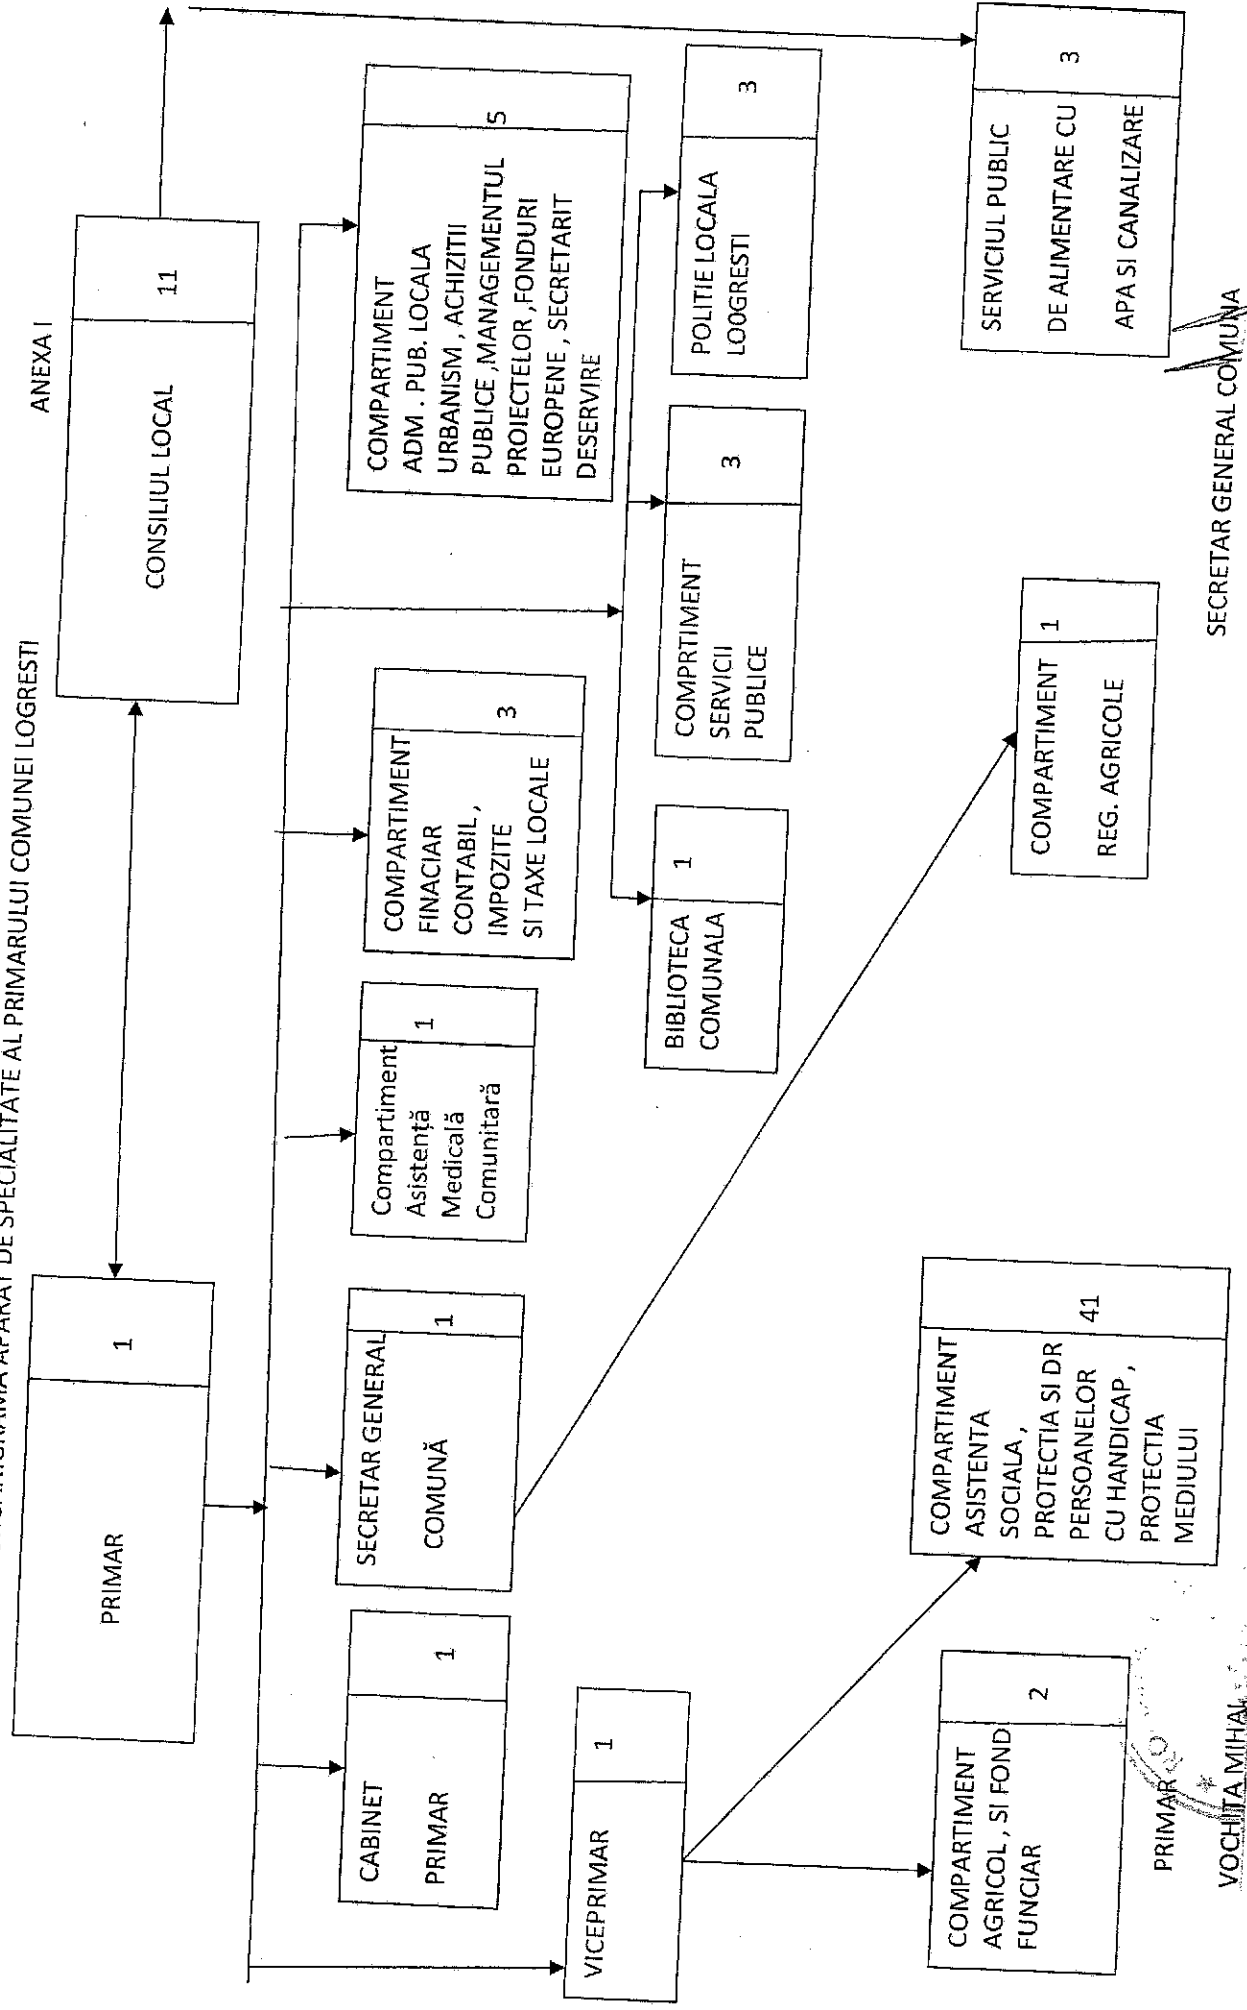 ANEXA I
ORGANIGRAMA APARAT DE SPECIALITATE AL PRIMARULUI COMUNEI LOGRESTI
PRIMAR
1
CONSILIUL LOCAL
11
CABINET
PRIMAR
1
SECRETAR GENERAL
COMUNĂ
1
Compartiment
Asistență
Medicală
Comunitară
1
COMPARTIMENT
FINACIAR
CONTABIL ,
IMPOZITE
SI TAXE LOCALE
3
COMPARTIMENT
ADM . PUB. LOCALA
URBANISM , ACHIZITII
PUBLICE ,MANAGEMENTUL
PROIECTELOR ,FONDURI
EUROPENE , SECRETARIT
DESERVIRE
5
VICEPRIMAR
1
BIBLIOTECA
COMUNALA
1
COMPRTIMENT
SERVICII
PUBLICE
3
POLITIE LOCALA
LOOGRESTI
3
COMPARTIMENT
AGRICOL , SI FOND
FUNCIAR
2
COMPARTIMENT
ASISTENTA
SOCIALA ,
PROTECTIA SI DR
PERSOANELOR
CU HANDICAP ,
PROTECTIA
MEDIULUI
41
COMPARTIMENT
REG. AGRICOLE
1
SERVICIUL PUBLIC
DE ALIMENTARE CU
APA SI CANALIZARE
3
PRIMAR
VOCHITA MIHAI
SECRETAR GENERAL COMUNA